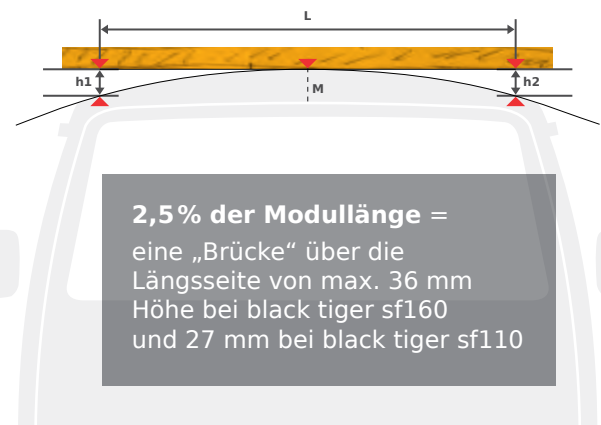 L
h1
h2
M
2,5 % der Modullänge =
eine „Brücke“ über die
Längsseite von max. 36 mm
Höhe bei black tiger sf160
und 27 mm bei black tiger sf110